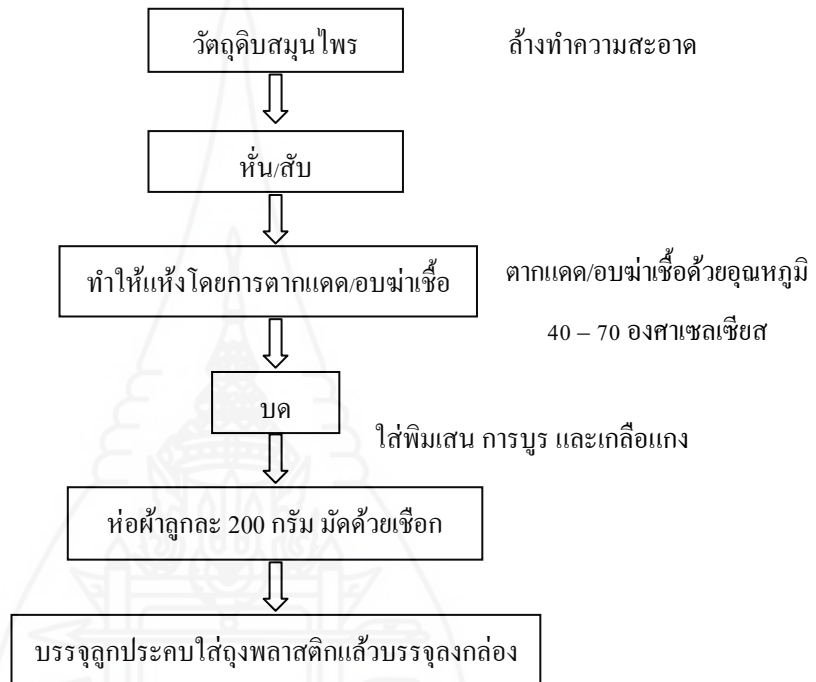 วัตถุดิบสมุนไพร
ล้างทำความสะอาด
หั่น/สับ
ทำให้แห้งโดยการตากแดด/อบฆ่าเชื้อ
ตากแดด/อบฆ่าเชื้อด้วยอุณหภูมิ
40 – 70 องศาเซลเซียส
บด
ใส่พิมเสน การบูร และเกลือแกง
ห่อผ้าลูกละ 200 กรัม มัดด้วยเชือก
บรรจุลูกประคบใส่ถุงพลาสติกแล้วบรรจุลงกล่อง